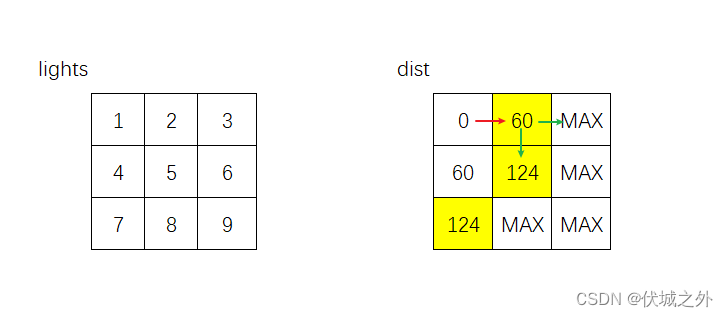 lights dist
1 2 3 0 60 MAX
4 5 6 60 124 MAX
7 8 9 124 MAX MAX
CSDN @伏城之外